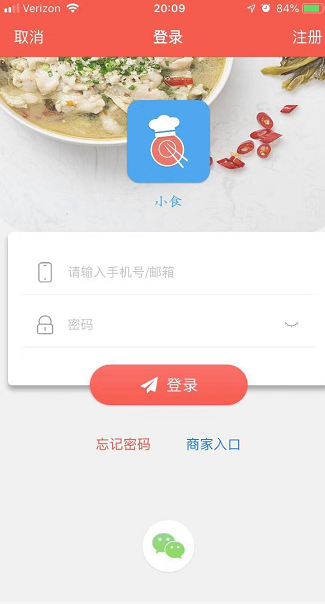 Verizon 20:09 84%
取消 登录 注册
小食
请输入手机号/邮箱
密码
登录
忘记密码 商家入口